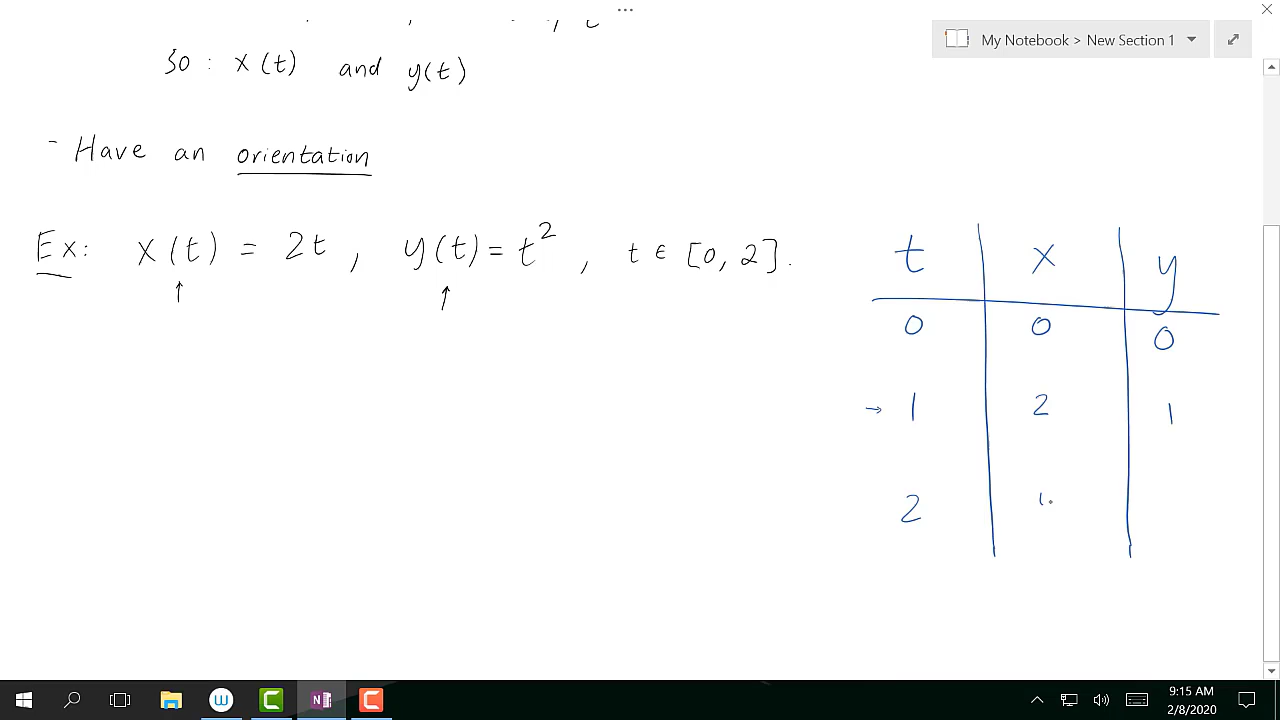 My Notebook > New Section 1
So : x(t) and y(t)
- Have an orientation
Ex: x(t) = 2t , y(t) = t² , t ∈ [0, 2].
t x y
0 0 0
→ 1 2 1
2
9:15 AM
2/8/2020